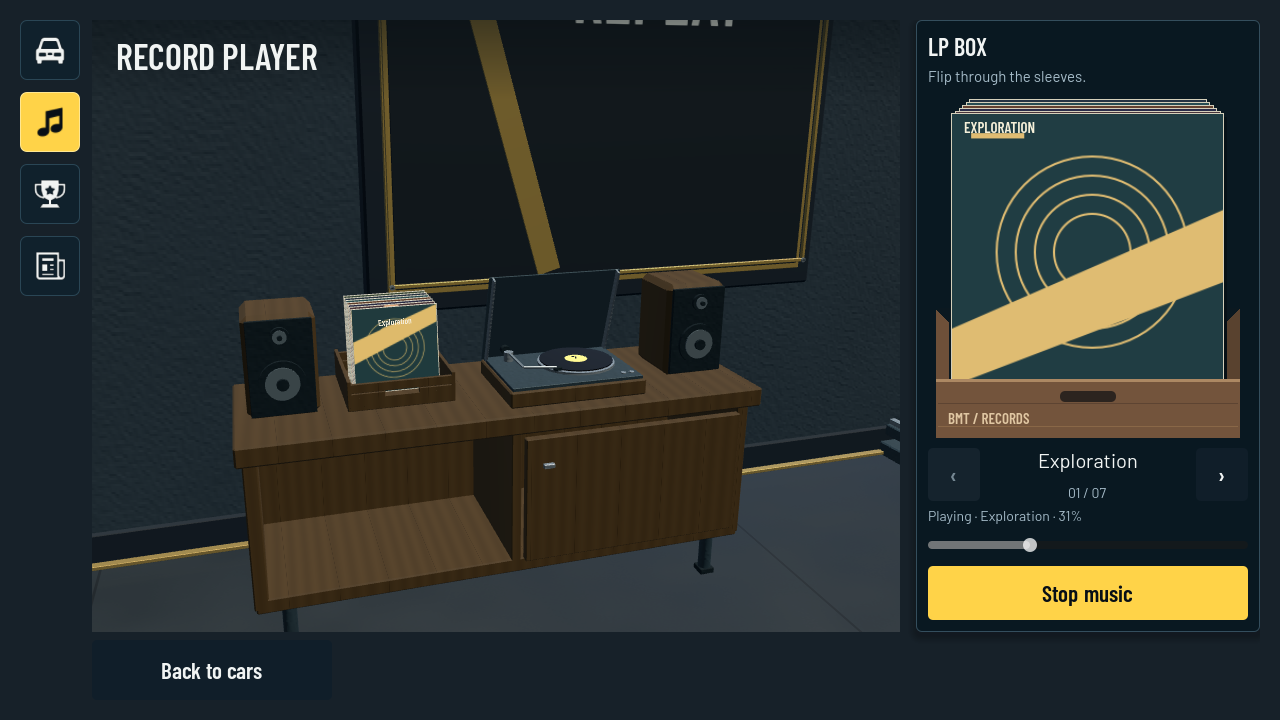 RECORD PLAYER
Exploration
LP BOX
Flip through the sleeves.
EXPLORATION
BMT / RECORDS
‹
Exploration
›
01 / 07
Playing · Exploration · 31%
Stop music
Back to cars